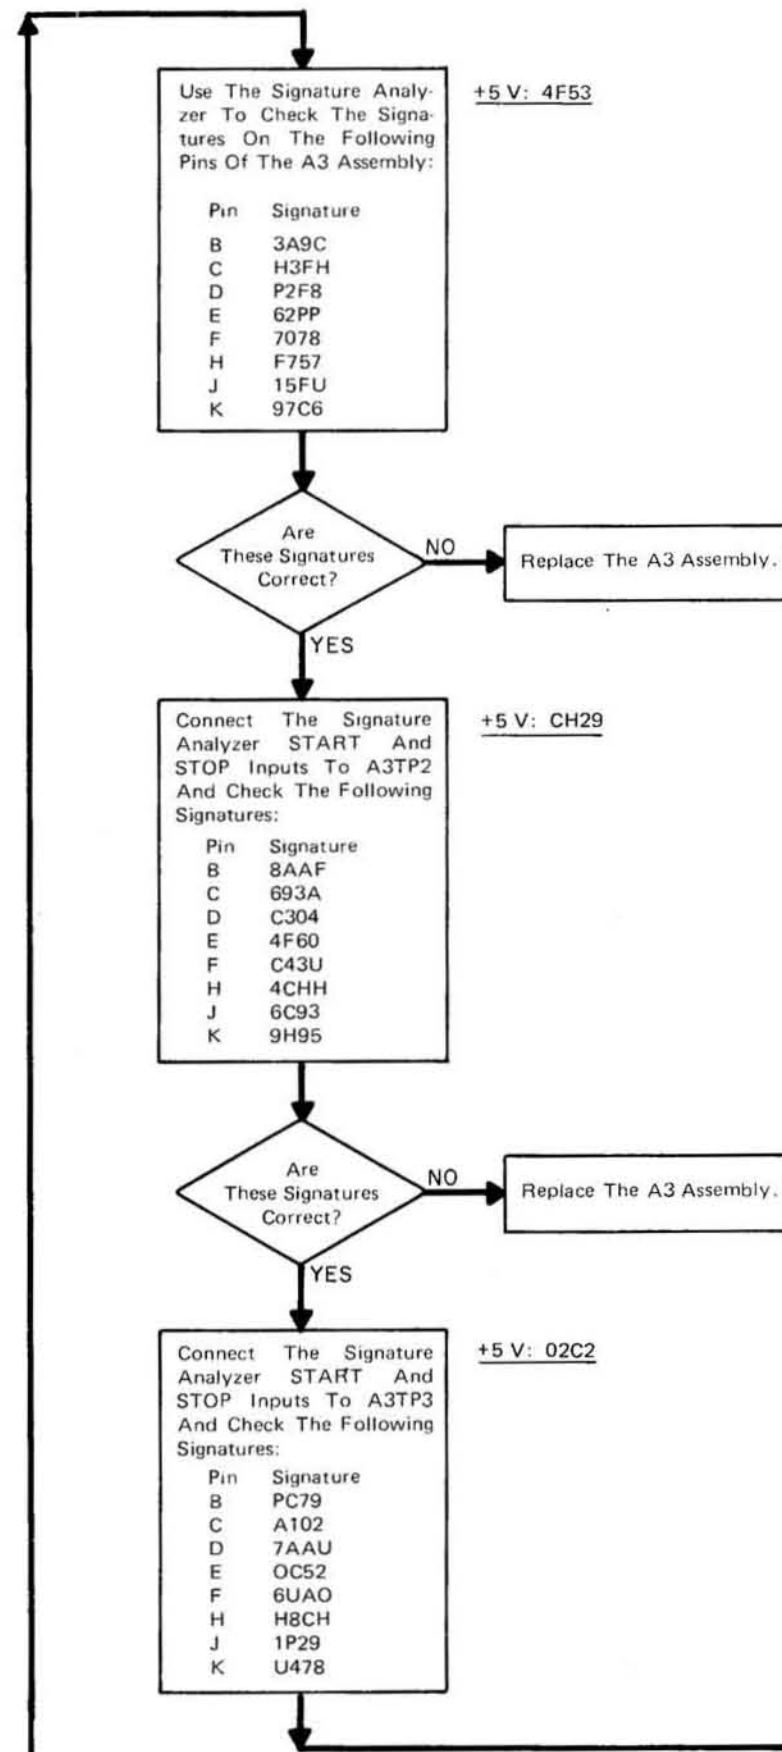 Use The Signature Analy-
zer To Check The Signa-
tures On The Following
Pins Of The A3 Assembly:
+5 V: 4F53
Pin Signature
B 3A9C
C H3FH
D P2F8
E 62PP
F 7078
H F757
J 15FU
K 97C6
Are
These Signatures
Correct?
NO
Replace The A3 Assembly.
YES
Connect The Signature
Analyzer START And
STOP Inputs To A3TP2
And Check The Following
Signatures:
+5 V: CH29
Pin Signature
B 8AAF
C 693A
D C304
E 4F60
F C43U
H 4CHH
J 6C93
K 9H95
Are
These Signatures
Correct?
NO
Replace The A3 Assembly.
YES
Connect The Signature
Analyzer START And
STOP Inputs To A3TP3
And Check The Following
Signatures:
+5 V: 02C2
Pin Signature
B PC79
C A102
D 7AAU
E OC52
F 6UAO
H H8CH
J 1P29
K U478